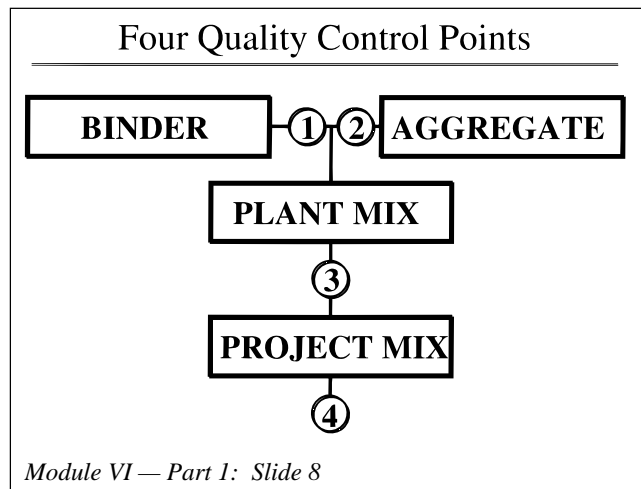 Four Quality Control Points
BINDER 1 2 AGGREGATE
PLANT MIX
3
PROJECT MIX
4
Module VI — Part 1: Slide 8